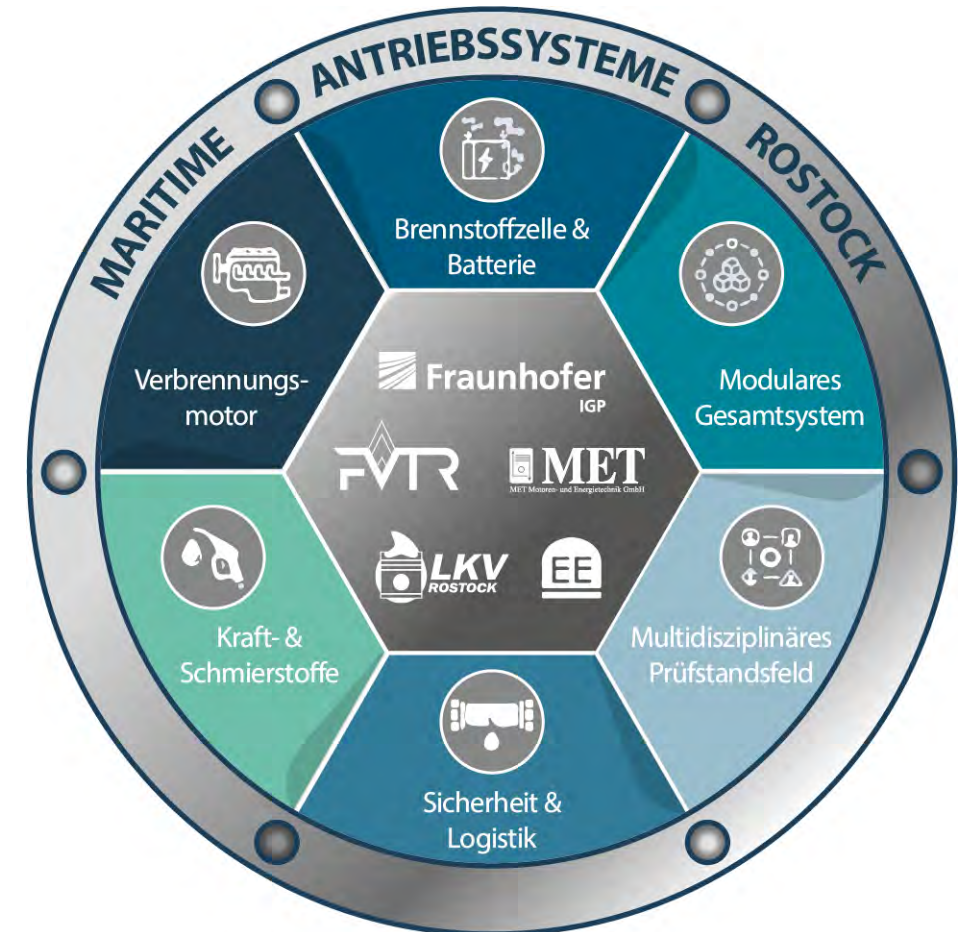 MARITIME ANTRIEBSSYSTEME ROSTOCK
Brennstoffzelle &
Batterie
Modulares
Gesamtsystem
Multidisziplinäres
Prüfstandsfeld
Sicherheit &
Logistik
Kraft- &
Schmierstoffe
Verbrennungs-
motor
Fraunhofer
IGP
FVTR
MET
MET Motoren- und Energietechnik GmbH
LKV
ROSTOCK
EE